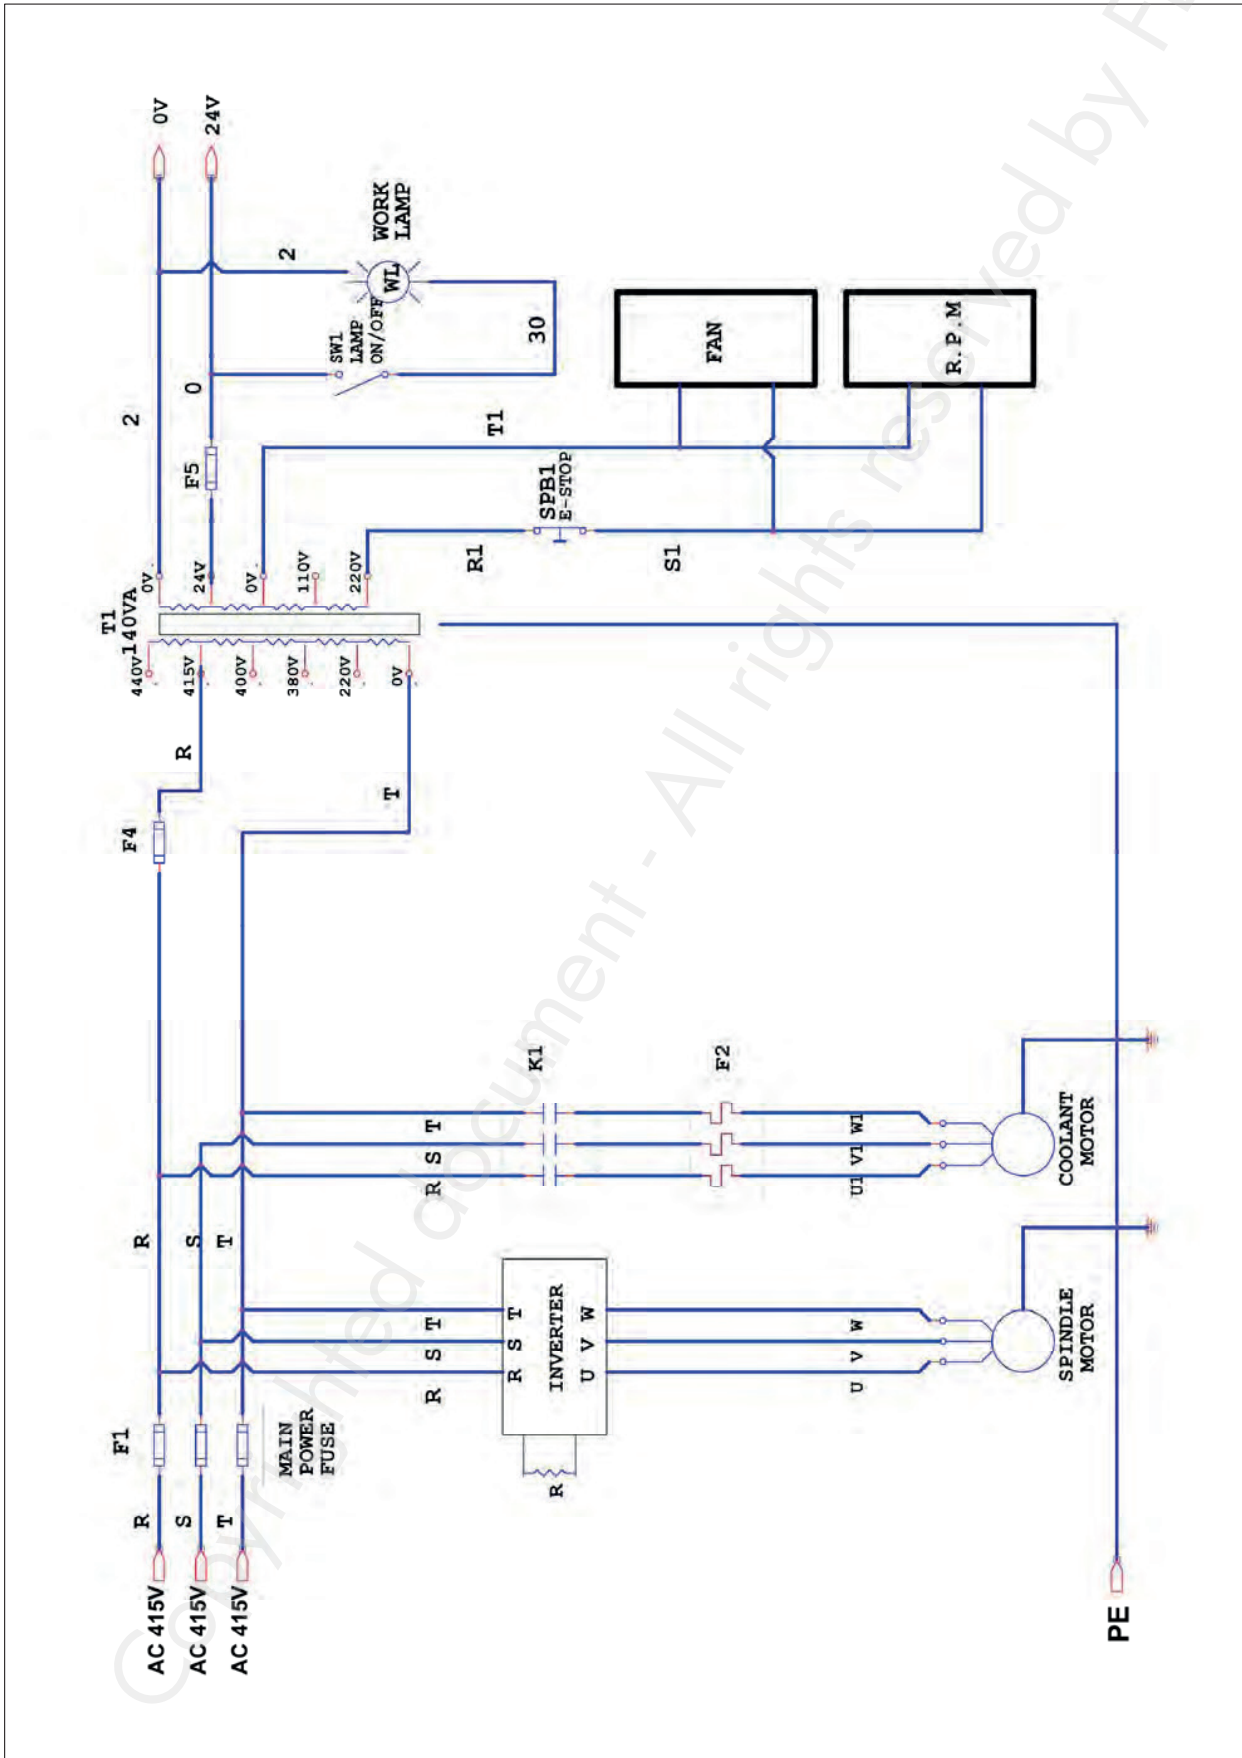 AC 415V
AC 415V
AC 415V
R
S
T
F1
MAIN
POWER
FUSE
R
S
T
R S T
R S T
INVERTER
U V W
R
U V W
SPINDLE
MOTOR
R S T
K1
F2
U1 V1 W1
COOLANT
MOTOR
PE
F4
R
T
T1
140VA
440V
415V
400V
380V
220V
0V
0V
24V
0V
110V
220V
F5
2
0
0V
24V
2
SW1
LAMP
ON/OFF
WL
WORK
LAMP
30
T1
R1
SPB1
E-STOP
S1
FAN
R.P.M
Copyrighted document - All rights reserved by